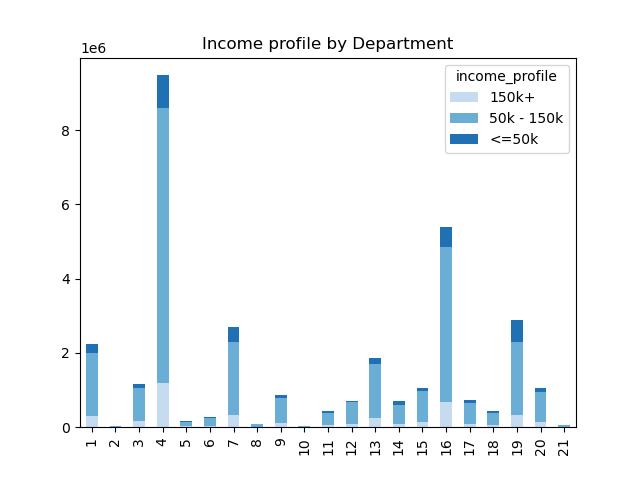 Income profile by Department
1e6
income_profile
150k+
50k - 150k
<=50k
8
6
4
2
0
1 2 3 4 5 6 7 8 9 10 11 12 13 14 15 16 17 18 19 20 21